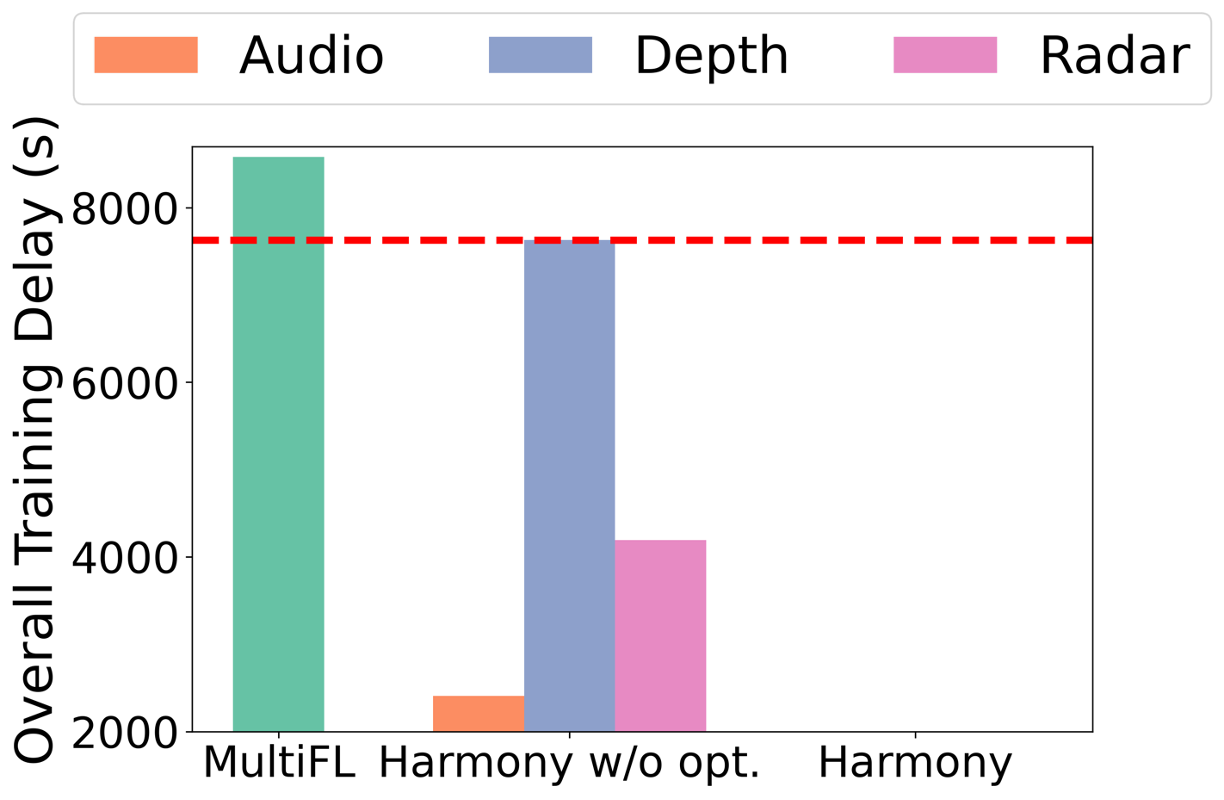 Audio Depth Radar
Overall Training Delay (s)
8000
6000
4000
2000
MultiFL Harmony w/o opt. Harmony